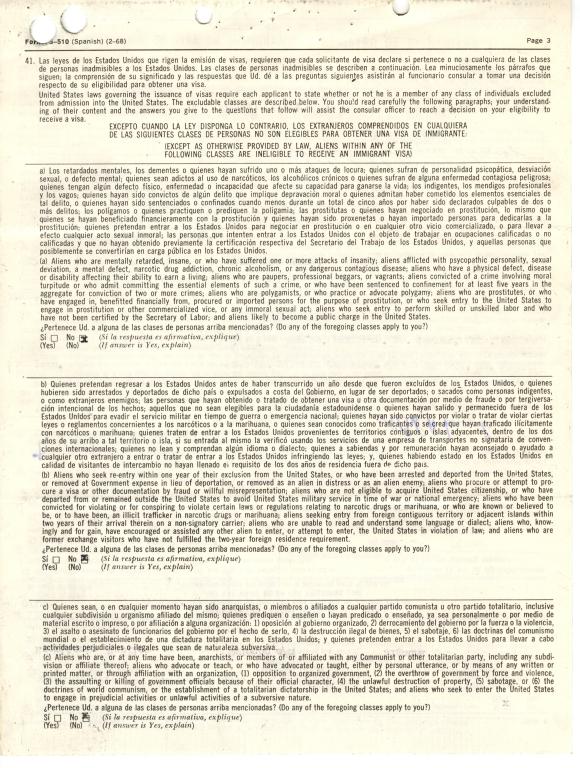 Form FS-510 (Spanish) (2-68) Page 3
41. Las leyes de los Estados Unidos que rigen la emisión de visas, requieren que cada solicitante de visa declare si pertenece o no a cualquiera de las clases
de personas inadmisibles a los Estados Unidos. Las clases de personas inadmisibles se describen a continuación. Lea minuciosamente los párrafos que
siguen; la comprensión de su significado y las respuestas que Ud. dé a las preguntas siguientes asistirán al funcionario consular a tomar una decisión
respecto de su eligibilidad para obtener una visa.
United States laws governing the issuance of visas require each applicant to state whether or not he is a member of any class of individuals excluded
from admission into the United States. The excludable classes are described below. You should read carefully the following paragraphs; your understand-
ing of their content and the answers you give to the questions that follow will assist the consular officer to reach a decision on your eligibility to
receive a visa.
EXCEPTO CUANDO LA LEY DISPONGA LO CONTRARIO, LOS EXTRANJEROS COMPRENDIDOS EN CUALQUIERA
DE LAS SIGUIENTES CLASES DE PERSONAS NO SON ELEGIBLES PARA OBTENER UNA VISA DE INMIGRANTE:
(EXCEPT AS OTHERWISE PROVIDED BY LAW, ALIENS WITHIN ANY OF THE
FOLLOWING CLASSES ARE INELIGIBLE TO RECEIVE AN IMMIGRANT VISA)
a) Los retardados mentales, los dementes o quienes hayan sufrido uno o más ataques de locura; quienes sufran de personalidad psicopática, desviación
sexual, o defecto mental; quienes sean adictos al uso de narcóticos, los alcohólicos crónicos o quienes sufran de alguna enfermedad contagiosa peligrosa;
quienes tengan algún defecto físico, enfermedad o incapacidad que afecte su capacidad para ganarse la vida; los indigentes, los mendigos profesionales
y los vagos; quienes hayan sido convictos de algún delito que implique depravación moral o quienes admitan haber cometido los elementos esenciales de
tal delito, o quienes hayan sido sentenciados o confinados cuando menos durante un total de cinco años por haber sido declarados culpables de dos o
más delitos; los polígamos o quienes practiquen o prediquen la poligamia; las prostitutas o quienes hayan negociado en prostitución, lo mismo que
quienes se hayan beneficiado financieramente con la prostitución y quienes hayan sido proxenetas o hayan importado personas para dedicarlas a la
prostitución; quienes pretendan entrar a los Estados Unidos para negociar en prostitución o en cualquier otro vicio comercializado, o para llevar a
efecto cualquier acto sexual inmoral; las personas que intenten entrar a los Estados Unidos con el objeto de trabajar en ocupaciones calificadas o no
calificadas y que no hayan obtenido previamente la certificación respectiva del Secretario del Trabajo de los Estados Unidos, y aquellas personas que
posiblemente se convertirían en carga pública en los Estados Unidos.
(a) Aliens who are mentally retarded, insane, or who have suffered one or more attacks of insanity; aliens afflicted with psycopathic personality, sexual
deviation, a mental defect, narcotic drug addiction, chronic alcoholism, or any dangerous contagious disease; aliens who have a physical defect, disease
or disability affecting their ability to earn a living; aliens who are paupers, professional beggars, or vagrants; aliens convicted of a crime involving moral
turpitude or who admit committing the essential elements of such a crime, or who have been sentenced to confinement for at least five years in the
aggregate for conviction of two or more crimes; aliens who are polygamists, or who practice or advocate polygamy; aliens who are prostitutes, or who
have engaged in, benefitted financially from, procured or imported persons for the purpose of prostitution, or who seek entry to the United States to
engage in prostitution or other commercialized vice, or any immoral sexual act; aliens who seek entry to perform skilled or unskilled labor and who
have not been certified by the Secretary of Labor; and aliens likely to become a public charge in the United States.
¿Pertenece Ud. a alguna de las clases de personas arriba mencionadas? (Do any of the foregoing classes apply to you?)
Sí ☐ No ☒ (Si la respuesta es afirmativa, explique)
(Yes) (No) (If answer is Yes, explain)
b) Quienes pretendan regresar a los Estados Unidos antes de haber transcurrido un año desde que fueron excluidos de los Estados Unidos, o quienes
hubieren sido arrestados y deportados de dicho país o expulsados a costa del Gobierno, en lugar de ser deportados; o sacados como personas indigentes,
o como extranjeros enemigos; las personas que hayan obtenido o tratado de obtener una visa u otra documentación por medio de fraude o por tergiversa-
ción intencional de los hechos; aquellos que no sean elegibles para la ciudadanía estadounidense o quienes hayan salido y permanecido fuera de los
Estados Unidos para evadir el servicio militar en tiempo de guerra o emergencia nacional; quienes hayan sido convictos por violar o tratar de violar ciertas
leyes o reglamentos concernientes a los narcóticos o a la marihuana, o quienes sean conocidos como traficantes o que hayan traficado ilícitamente
con narcóticos o marihuana; quienes traten de entrar a los Estados Unidos provenientes de territorios contiguos o islas adyacentes, dentro de los dos
años de su arribo a tal territorio o isla, si su entrada al mismo la verificó usando los servicios de una empresa de transportes no signataria de conven-
ciones internacionales; quienes no lean y comprendan algún idioma o dialecto; quienes a sabiendas y por remuneración hayan aconsejado o ayudado a
cualquier otro extranjero a entrar o tratar de entrar a los Estados Unidos infringiendo las leyes; y, quienes habiendo estado en los Estados Unidos en
calidad de visitantes de intercambio no hayan llenado el requisito de los dos años de residencia fuera de dicho país.
(b) Aliens who seek re-entry within one year of their exclusion from the United States, or who have been arrested and deported from the United States,
or removed at Government expense in lieu of deportation, or removed as an alien in distress or as an alien enemy; aliens who procure or attempt to pro-
cure a visa or other documentation by fraud or willful misrepresentation; aliens who are not eligible to acquire United States citizenship, or who have
departed from or remained outside the United States to avoid United States military service in time of war or national emergency; aliens who have been
convicted for violating or for conspiring to violate certain laws or regulations relating to narcotic drugs or marihuana, or who are known or believed to
be, or to have been, an illicit trafficker in narcotic drugs or marihuana; aliens seeking entry from foreign contiguous territory or adjacent islands within
two years of their arrival therein on a non-signatory carrier; aliens who are unable to read and understand some language or dialect; aliens who, know-
ingly and for gain, have encouraged or assisted any other alien to enter, or attempt to enter, the United States in violation of law; and aliens who are
former exchange visitors who have not fulfilled the two-year foreign residence requirement.
¿Pertenece Ud. a alguna de las clases de personas arriba mencionadas? (Do any of the foregoing classes apply to you?)
Sí ☐ No ☒ (Si la respuesta es afirmativa, explique)
(Yes) (No) (If answer is Yes, explain)
c) Quienes sean, o en cualquier momento hayan sido anarquistas, o miembros o afiliados a cualquier partido comunista u otro partido totalitario, inclusive
cualquier subdivisión u organismo afiliado del mismo; quienes prediquen o enseñen o hayan predicado o enseñado, ya sea personalmente o por medio de
material escrito o impreso, o por afiliación a alguna organización: 1) oposición al gobierno organizado, 2) derrocamiento del gobierno por la fuerza o la violencia,
3) el asalto o asesinato de funcionarios del gobierno por el hecho de serlo, 4) la destrucción ilegal de bienes, 5) el sabotaje, 6) las doctrinas del comunismo
mundial o el establecimiento de una dictadura totalitaria en los Estados Unidos; y quienes pretendan entrar a los Estados Unidos para llevar a cabo
actividades perjudiciales o ilegales que sean de naturaleza subversiva.
(c) Aliens who are, or at any time have been, anarchists, or members of or affiliated with any Communist or other totalitarian party, including any subdi-
vision or affiliate thereof; aliens who advocate or teach, or who have advocated or taught, either by personal utterance, or by means of any written or
printed matter, or through affiliation with an organization, (1) opposition to organized government, (2) the overthrow of government by force and violence,
(3) the assaulting or killing of government officials because of their official character, (4) the unlawful destruction of property, (5) sabotage, or (6) the
doctrines of world communism, or the establishment of a totalitarian dictatorship in the United States; and aliens who seek to enter the United States
to engage in prejudicial activities or unlawful activities of a subversive nature.
¿Pertenece Ud. a alguna de las clases de personas arriba mencionadas? (Do any of the foregoing classes apply to you?)
Sí ☐ No ☒ (Si la respuesta es afirmativa, explique)
(Yes) (No) (If answer is Yes, explain)